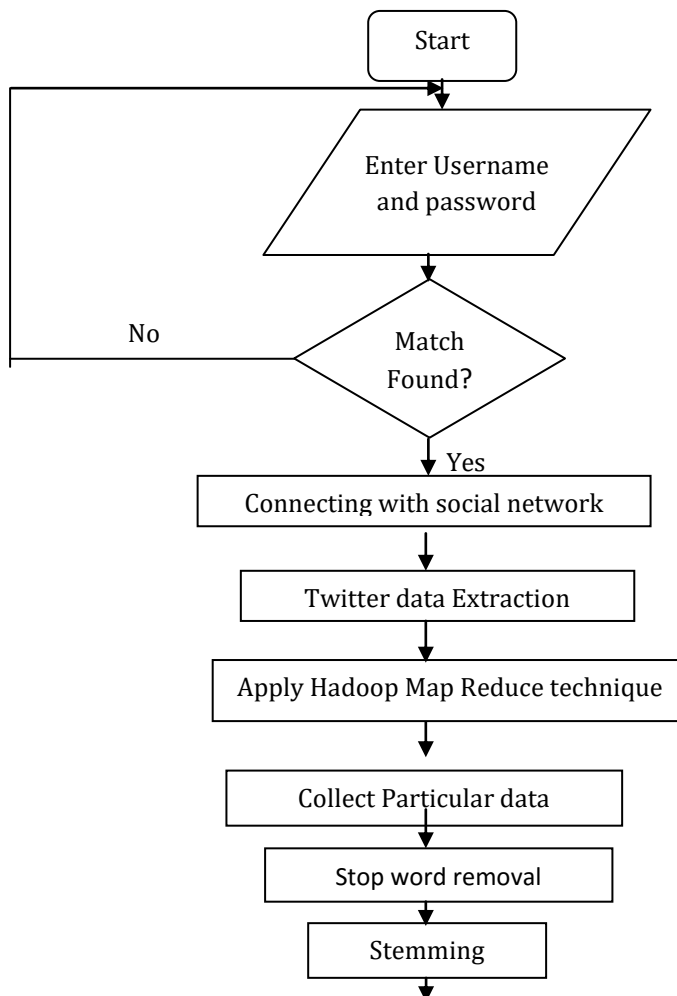 Start
Enter Username
and password
No
Match
Found?
Yes
Connecting with social network
Twitter data Extraction
Apply Hadoop Map Reduce technique
Collect Particular data
Stop word removal
Stemming